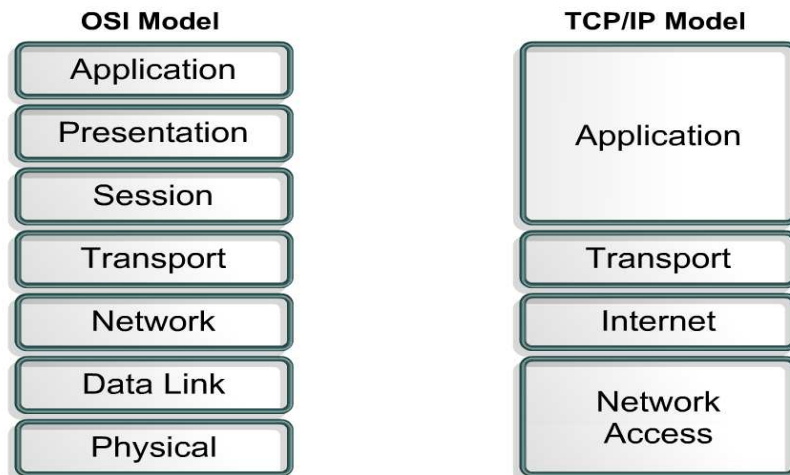 OSI Model
Application
Presentation
Session
Transport
Network
Data Link
Physical
TCP/IP Model
Application
Transport
Internet
Network
Access